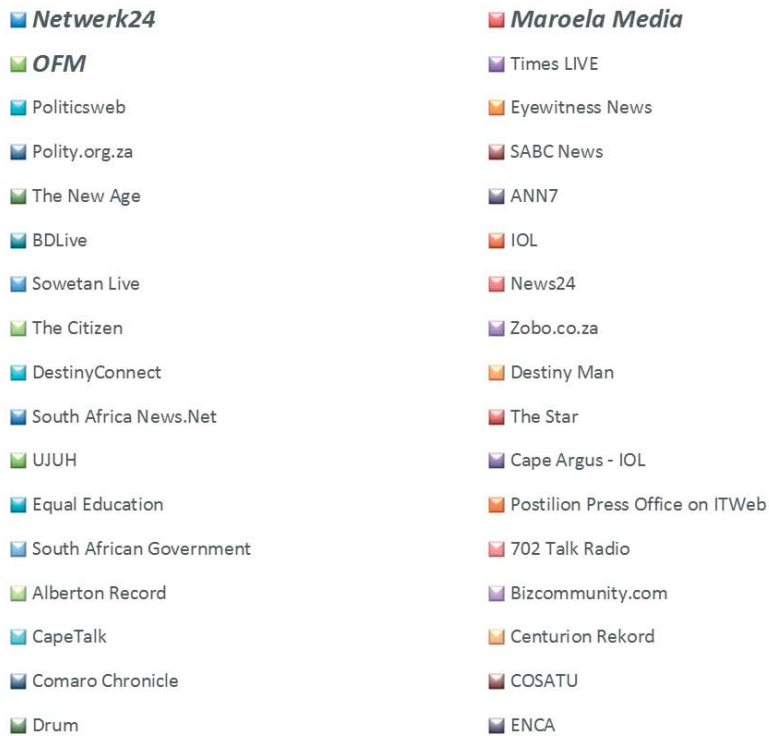 Netwerk24
Maroela Media
OFM
Times LIVE
Politicsweb
Eyewitness News
Polity.org.za
SABC News
The New Age
ANN7
BDLive
IOL
Sowetan Live
News24
The Citizen
Zobo.co.za
DestinyConnect
Destiny Man
South Africa News.Net
The Star
UJUH
Cape Argus - IOL
Equal Education
Postilion Press Office on ITWeb
South African Government
702 Talk Radio
Alberton Record
Bizcommunity.com
CapeTalk
Centurion Rekord
Comaro Chronicle
COSATU
Drum
ENCA